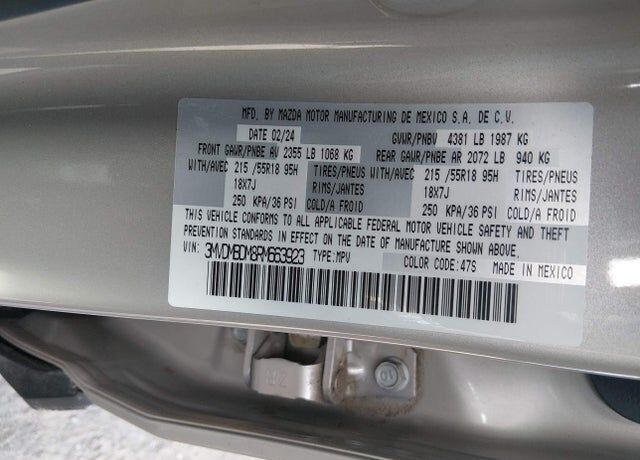 MFD. BY MAZDA MOTOR MANUFACTURING DE MEXICO S.A. DE C.V.
DATE 02/24 GVWR/PNBV 4381 LB 1987 KG
FRONT GAWR/PNBE AV 2355 LB 1068 KG REAR GAWR/PNBE AR 2072 LB 940 KG
WITH/AVEC 215 /55R18 95H TIRES/PNEUS WITH/AVEC 215 /55R18 95H TIRES/PNEUS
18X7J RIMS/JANTES 18X7J RIMS/JANTES
250 KPA/36 PSI COLD/A FROID 250 KPA/36 PSI COLD/A FROID
THIS VEHICLE CONFORMS TO ALL APPLICABLE FEDERAL MOTOR VEHICLE SAFETY AND THEFT
PREVENTION STANDARDS IN EFFECT ON THE DATE OF MANUFACTURE SHOWN ABOVE.
VIN: 3MVDMBDM8RM663923 TYPE:MPV COLOR CODE:47S MADE IN MEXICO